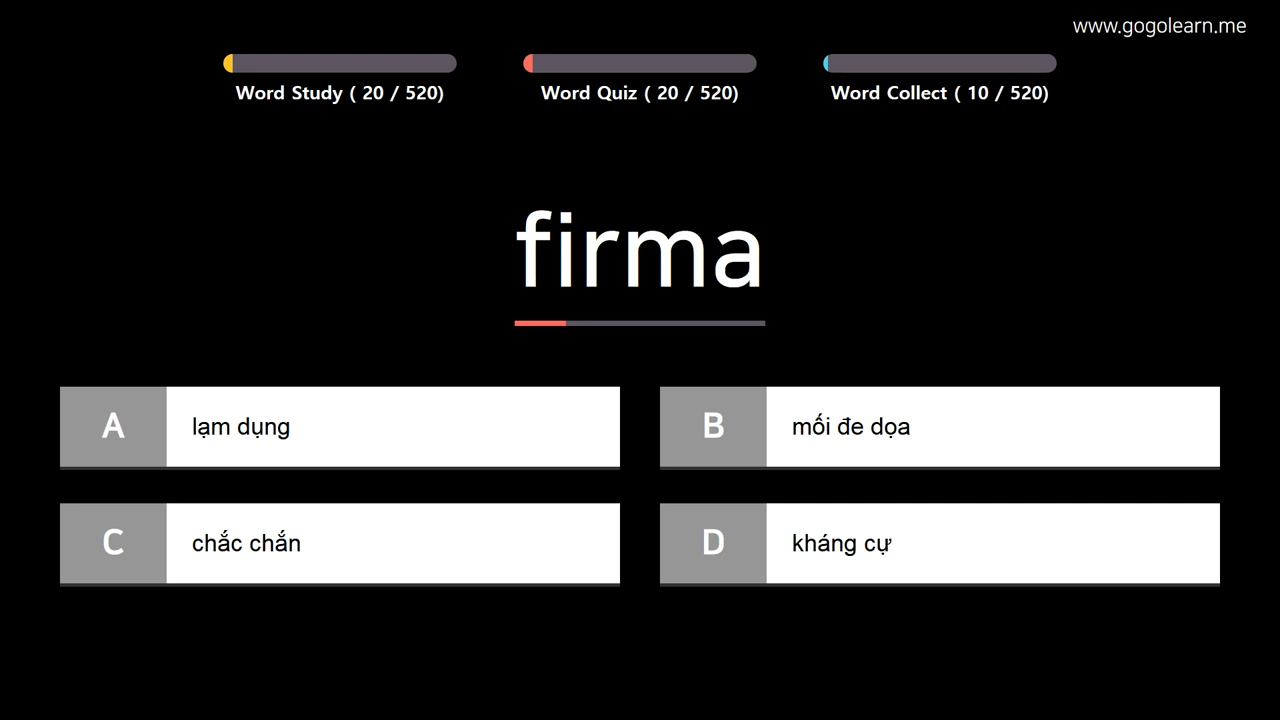 www.gogolearn.me
Word Study ( 20 / 520)
Word Quiz ( 20 / 520)
Word Collect ( 10 / 520)
firma
A lạm dụng
B mối đe dọa
C chắc chắn
D kháng cự